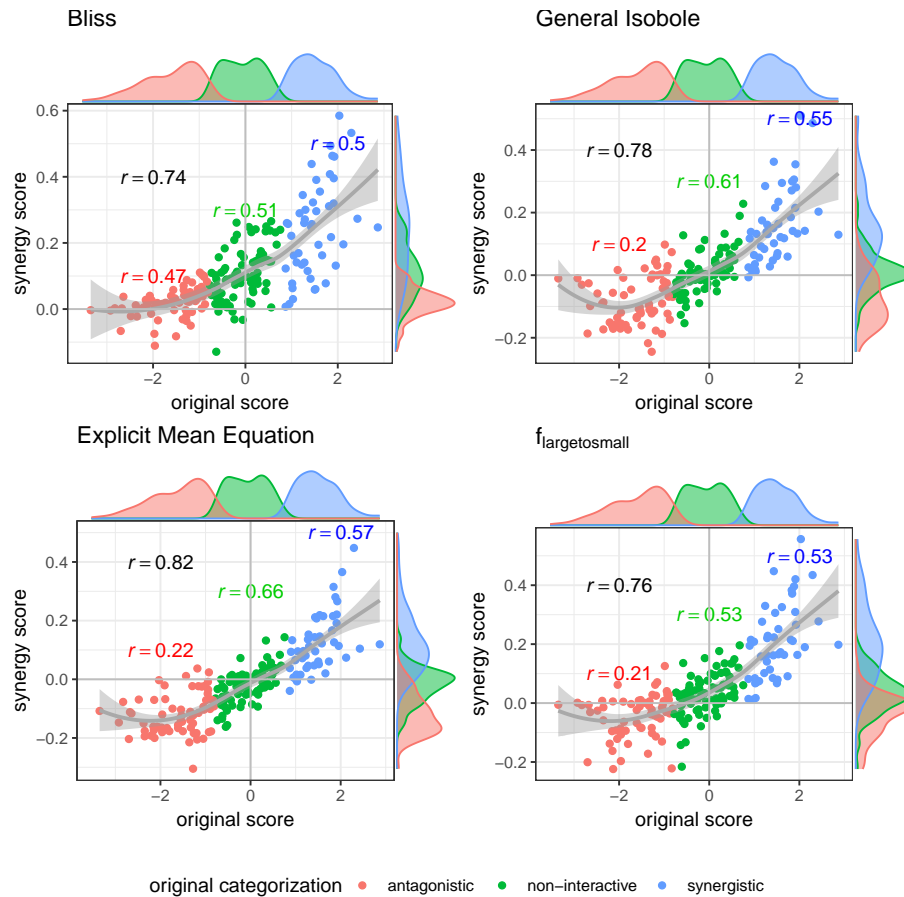 Bliss
General Isobole
0.6
0.4
0.2
0.0
synergy score
r = 0.74
r = 0.5
r = 0.51
r = 0.47
−2
0
2
original score
0.4
0.2
0.0
−0.2
synergy score
r = 0.78
r = 0.55
r = 0.61
r = 0.2
−2
0
2
original score
Explicit Mean Equation
flargetosmall
0.4
0.2
0.0
−0.2
synergy score
r = 0.82
r = 0.57
r = 0.66
r = 0.22
−2
0
2
original score
0.4
0.2
0.0
−0.2
synergy score
r = 0.76
r = 0.53
r = 0.53
r = 0.21
−2
0
2
original score
original categorization antagonistic non−interactive synergistic